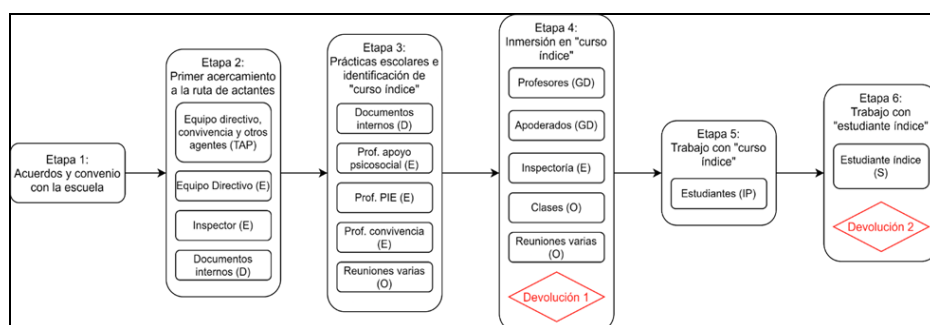 Etapa 1:
Acuerdos y convenio
con la escuela
Etapa 2:
Primer acercamiento
a la ruta de actantes
Equipo directivo,
convivencia y otros
agentes (TAP)
Equipo Directivo (E)
Inspector (E)
Documentos
internos (D)
Etapa 3:
Prácticas escolares e
identificación de
"curso índice"
Documentos
internos (D)
Prof. apoyo
psicosocial (E)
Prof. PIE (E)
Prof. convivencia
(E)
Reuniones varias
(O)
Etapa 4:
Inmersión en "curso
índice"
Profesores (GD)
Apoderados (GD)
Inspectoría (E)
Clases (O)
Reuniones varias
(O)
Devolución 1
Etapa 5:
Trabajo con "curso
índice"
Estudiantes (IP)
Etapa 6:
Trabajo con
"estudiante índice"
Estudiante índice
(S)
Devolución 2